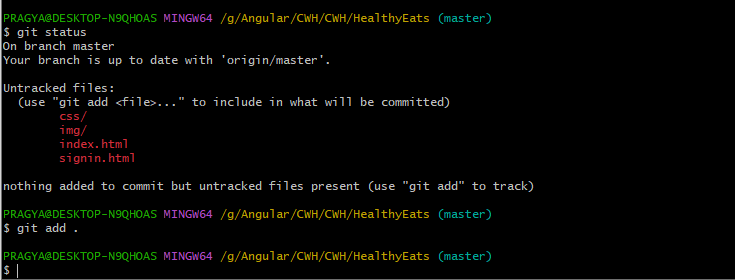 PRAGYA@DESKTOP-N9QHOAS MINGW64 /g/Angular/CWH/CWH/HealthyEats (master)
$ git status
On branch master
Your branch is up to date with 'origin/master'.
Untracked files:
(use "git add <file>..." to include in what will be committed)
css/
img/
index.html
signin.html
nothing added to commit but untracked files present (use "git add" to track)
PRAGYA@DESKTOP-N9QHOAS MINGW64 /g/Angular/CWH/CWH/HealthyEats (master)
$ git add .
PRAGYA@DESKTOP-N9QHOAS MINGW64 /g/Angular/CWH/CWH/HealthyEats (master)
$